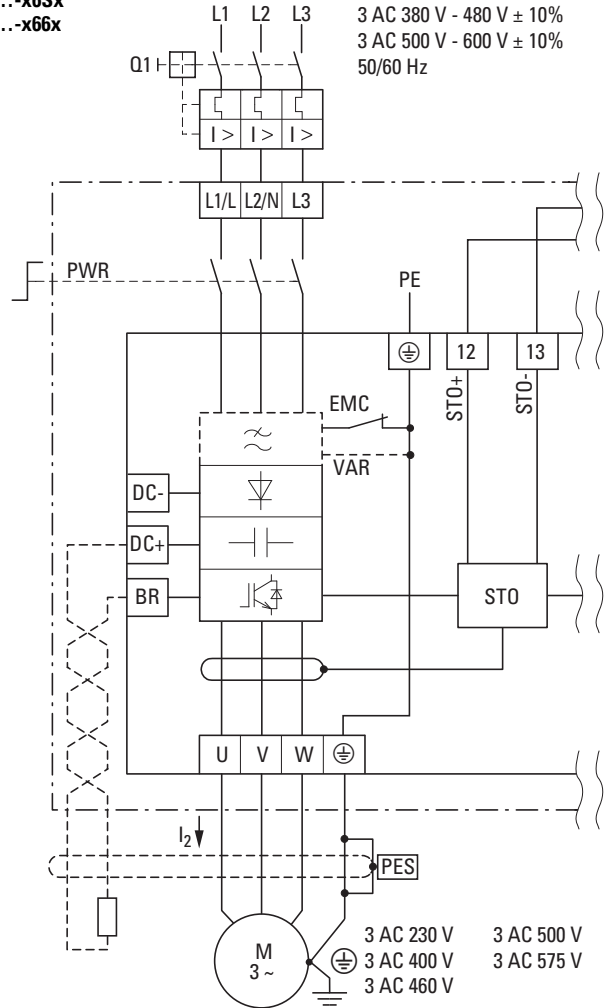 ...-x63x
...-x66x
L1 L2 L3
3 AC 380 V - 480 V ± 10%
3 AC 500 V - 600 V ± 10%
50/60 Hz
Q1
I > I > I >
L1/L L2/N L3
PWR
PE
12 13
STO+ STO-
EMC
VAR
DC-
DC+
BR
STO
U V W
I2
PES
M
3 ~
3 AC 230 V 3 AC 500 V
3 AC 400 V 3 AC 575 V
3 AC 460 V